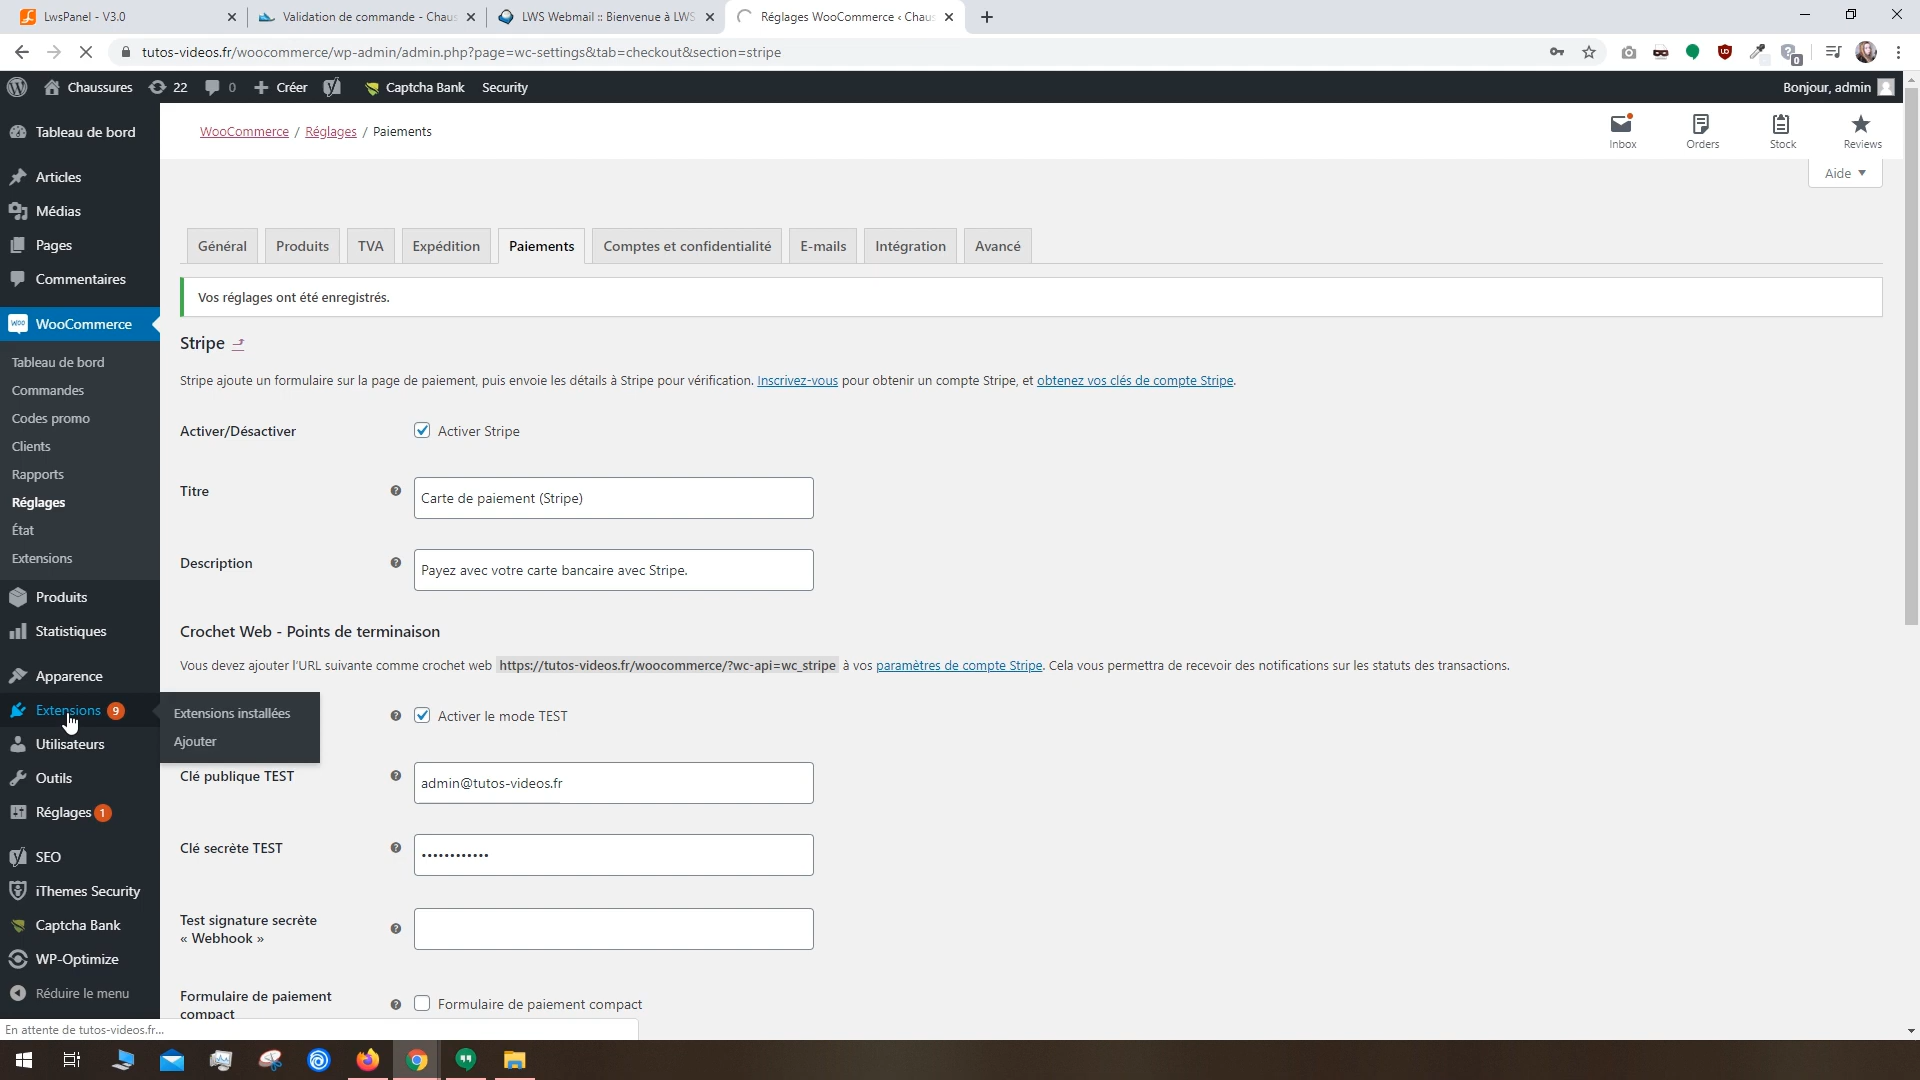 LwsPanel - V3.0
Validation de commande - Chaus
LWS Webmail :: Bienvenue à LWS
Réglages WooCommerce ‹ Chaus
tutos-videos.fr/woocommerce/wp-admin/admin.php?page=wc-settings&tab=checkout&section=stripe
0
Chaussures
22
0
Créer
Captcha Bank
Security
Bonjour, admin
Tableau de bord
Articles
Médias
Pages
Commentaires
WooCommerce
Tableau de bord
Commandes
Codes promo
Clients
Rapports
Réglages
État
Extensions
Produits
Statistiques
Apparence
Extensions 9
Extensions installées
Ajouter
Utilisateurs
Outils
Réglages 1
SEO
iThemes Security
Captcha Bank
WP-Optimize
Réduire le menu
WooCommerce / Réglages / Paiements
Inbox
Orders
Stock
Reviews
Aide
Général
Produits
TVA
Expédition
Paiements
Comptes et confidentialité
E-mails
Intégration
Avancé
Vos réglages ont été enregistrés.
Stripe
Stripe ajoute un formulaire sur la page de paiement, puis envoie les détails à Stripe pour vérification. Inscrivez-vous pour obtenir un compte Stripe, et obtenez vos clés de compte Stripe.
Activer/Désactiver
Activer Stripe
Titre
Carte de paiement (Stripe)
Description
Payez avec votre carte bancaire avec Stripe.
Crochet Web - Points de terminaison
Vous devez ajouter l'URL suivante comme crochet web https://tutos-videos.fr/woocommerce/?wc-api=wc_stripe à vos paramètres de compte Stripe. Cela vous permettra de recevoir des notifications sur les statuts des transactions.
Activer le mode TEST
Clé publique TEST
admin@tutos-videos.fr
Clé secrète TEST
••••••••••••
Test signature secrète
« Webhook »
Formulaire de paiement
compact
Formulaire de paiement compact
En attente de tutos-videos.fr...